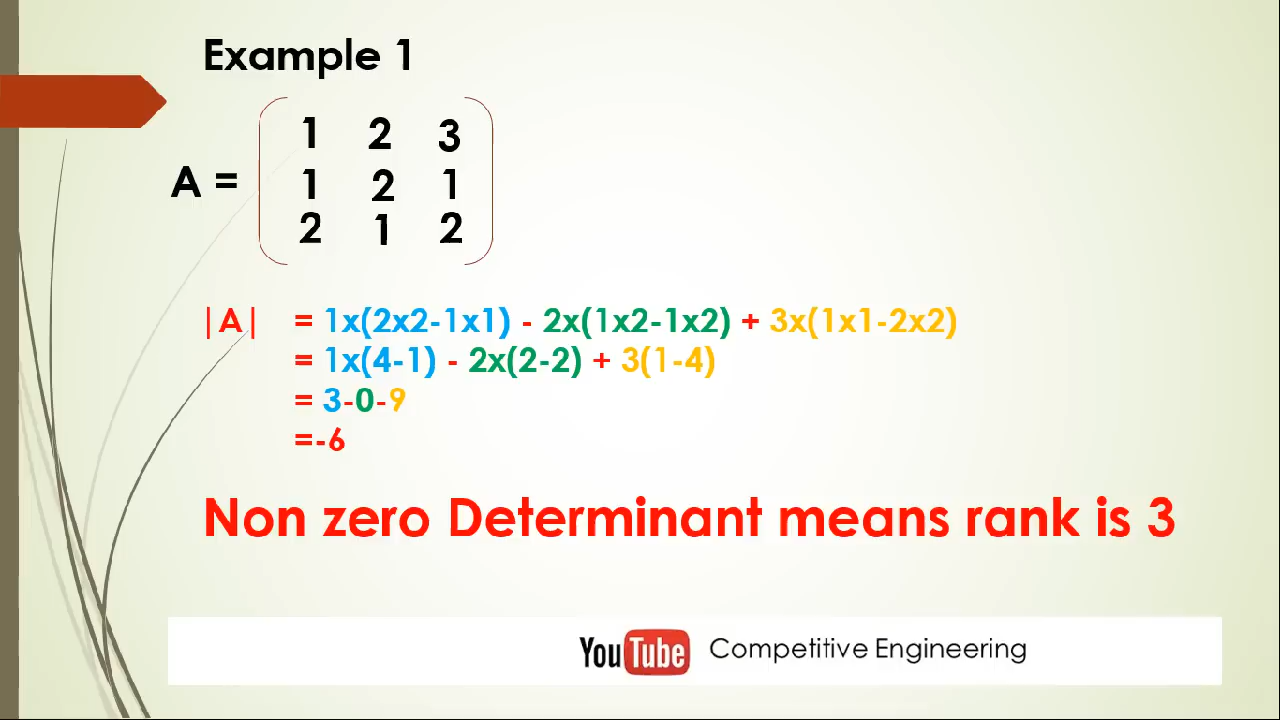 Example 1
A =
1 2 3
1 2 1
2 1 2
|A| = 1x(2x2-1x1) - 2x(1x2-1x2) + 3x(1x1-2x2)
= 1x(4-1) - 2x(2-2) + 3(1-4)
= 3-0-9
=-6
Non zero Determinant means rank is 3
YouTube Competitive Engineering